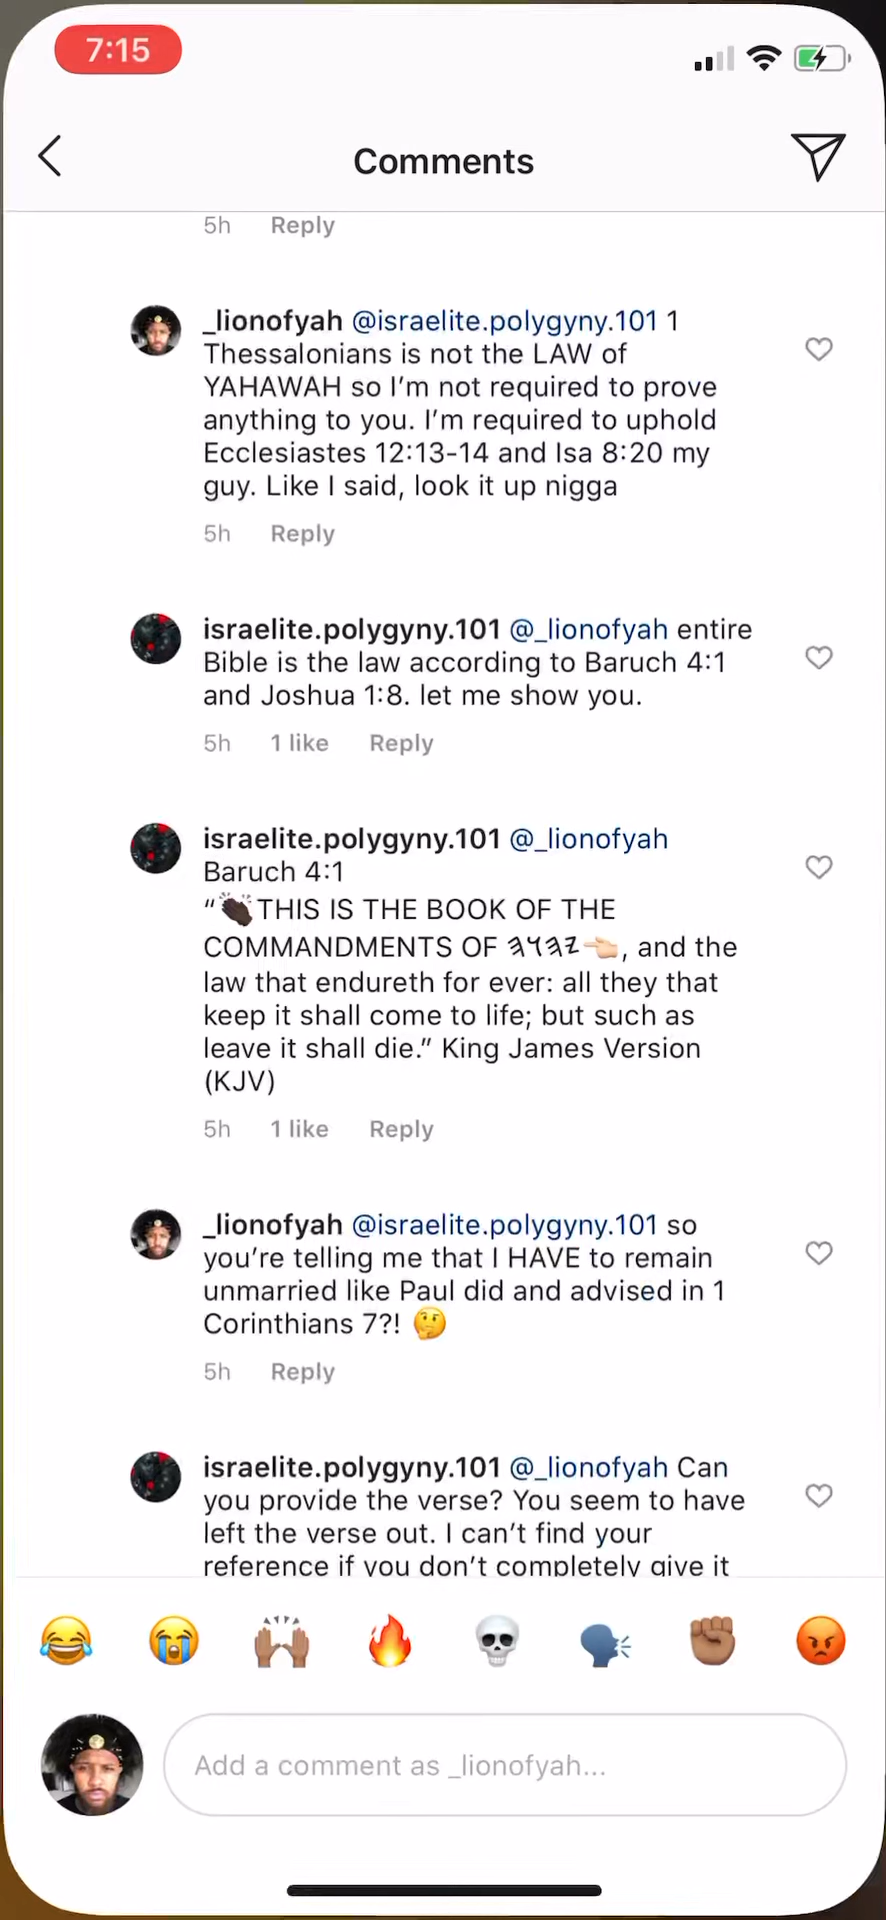 7:15
Comments
5h Reply
_lionofyah @israelite.polygyny.101 1
Thessalonians is not the LAW of
YAHAWAH so I'm not required to prove
anything to you. I'm required to uphold
Ecclesiastes 12:13-14 and Isa 8:20 my
guy. Like I said, look it up nigga
5h Reply
israelite.polygyny.101 @_lionofyah entire
Bible is the law according to Baruch 4:1
and Joshua 1:8. let me show you.
5h 1 like Reply
israelite.polygyny.101 @_lionofyah
Baruch 4:1
"👏🏿THIS IS THE BOOK OF THE
COMMANDMENTS OF 𐤄𐤅𐤄𐤉👈🏻, and the
law that endureth for ever: all they that
keep it shall come to life; but such as
leave it shall die." King James Version
(KJV)
5h 1 like Reply
_lionofyah @israelite.polygyny.101 so
you're telling me that I HAVE to remain
unmarried like Paul did and advised in 1
Corinthians 7?! 🤔
5h Reply
israelite.polygyny.101 @_lionofyah Can
you provide the verse? You seem to have
left the verse out. I can't find your
reference if you don't completely give it
Add a comment as _lionofyah...